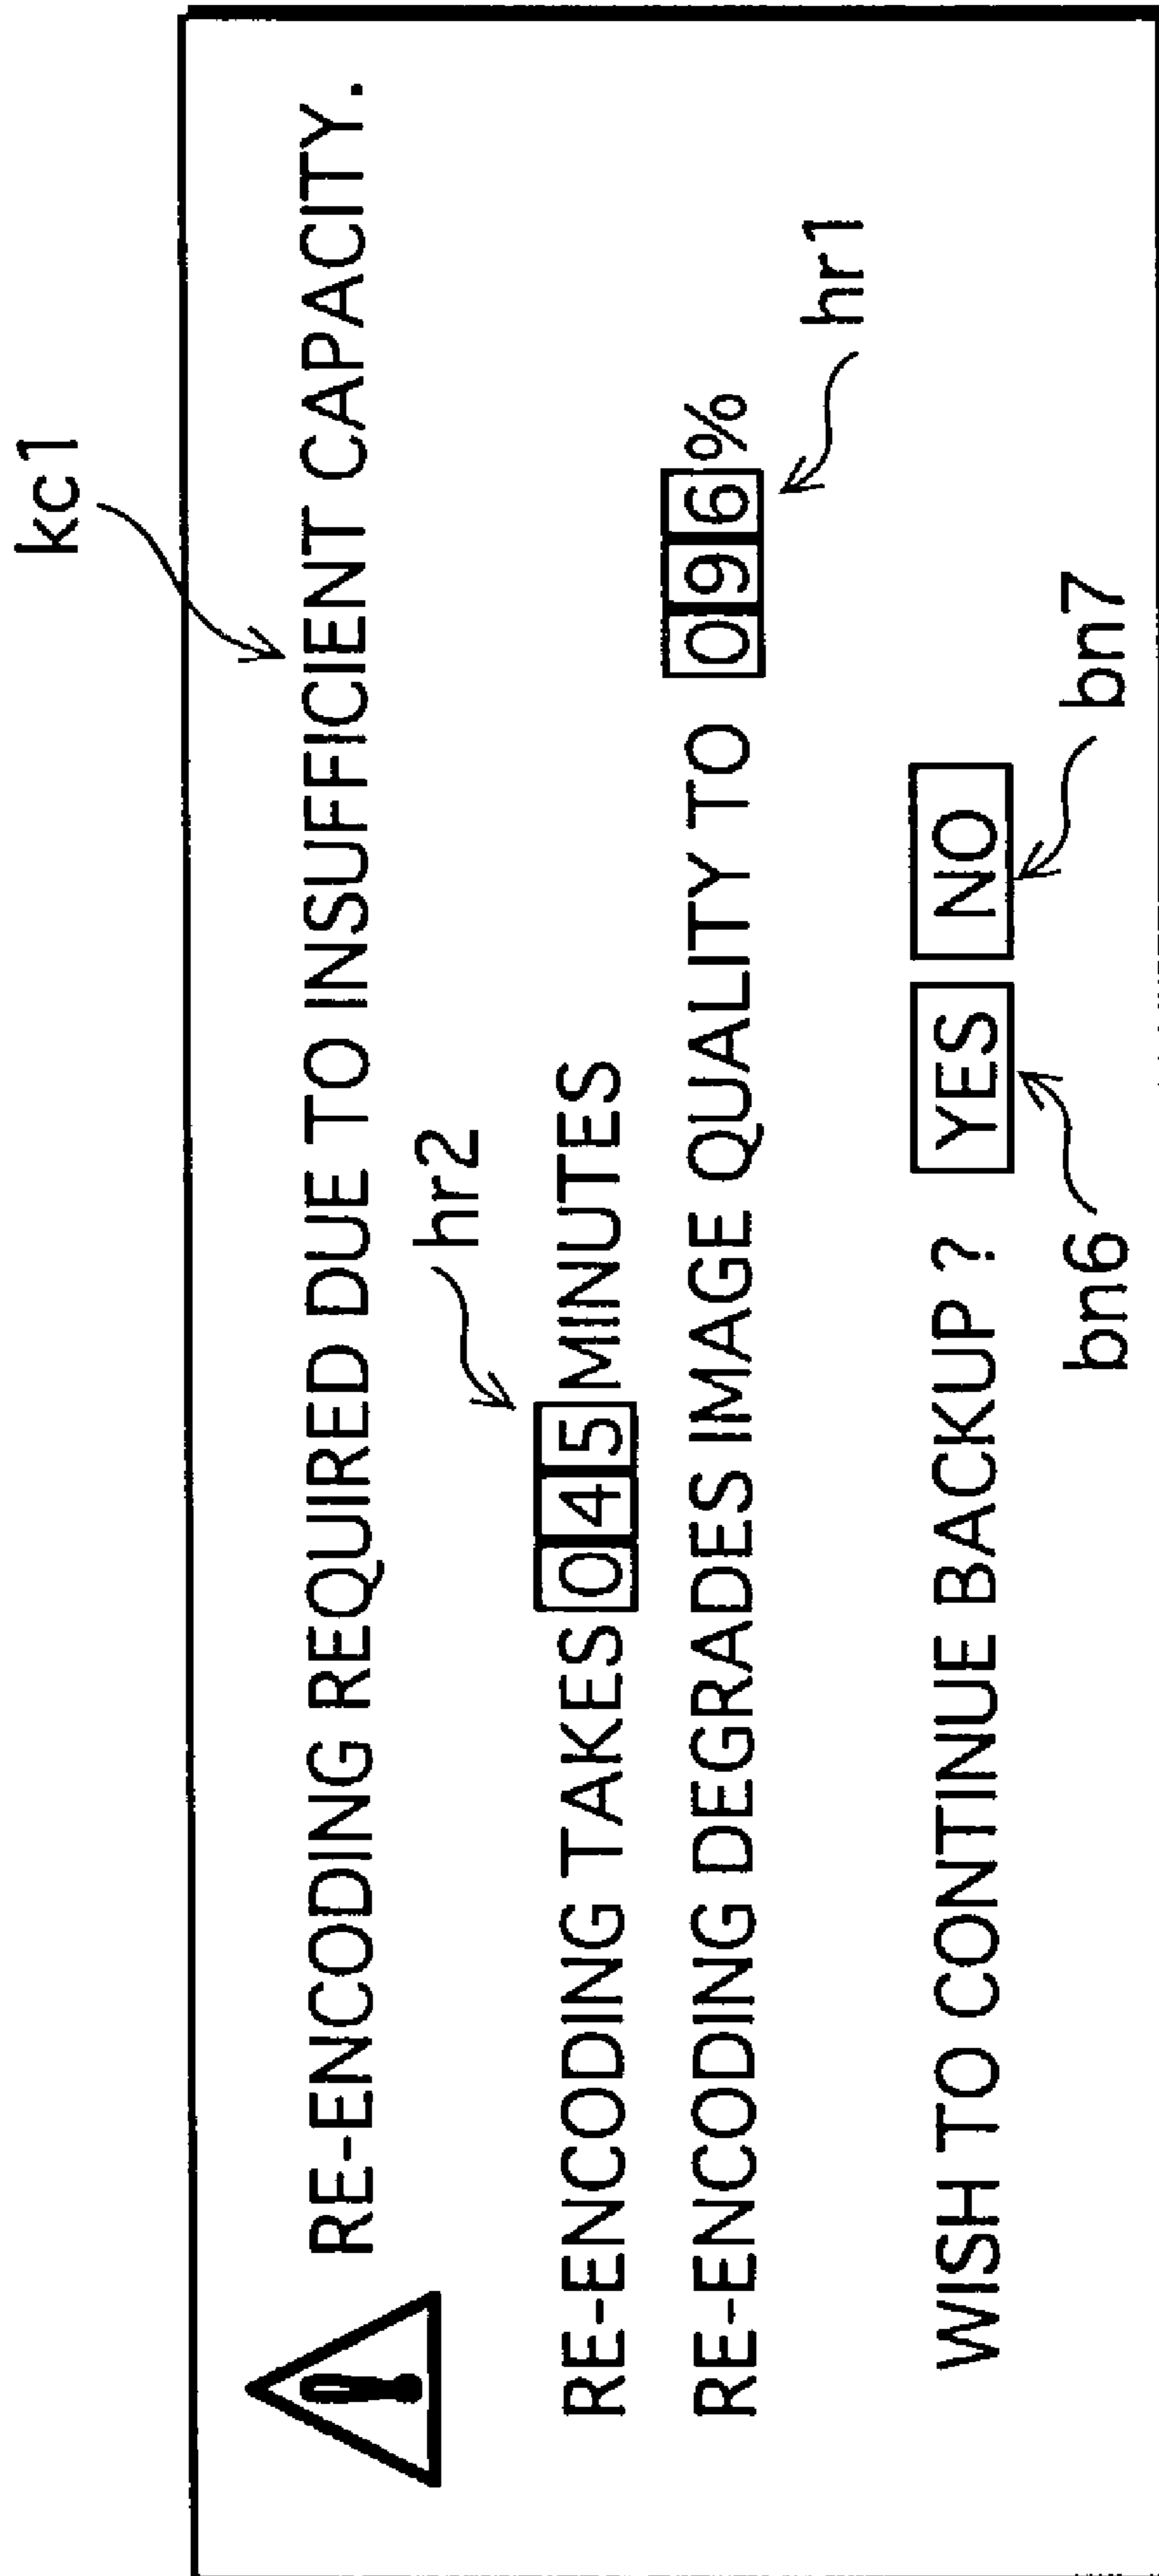 kc1
RE-ENCODING REQUIRED DUE TO INSUFFICIENT CAPACITY.
hr2
RE-ENCODING TAKES 045 MINUTES
RE-ENCODING DEGRADES IMAGE QUALITY TO 096%
hr1
WISH TO CONTINUE BACKUP ? YES NO
bn6 bn7